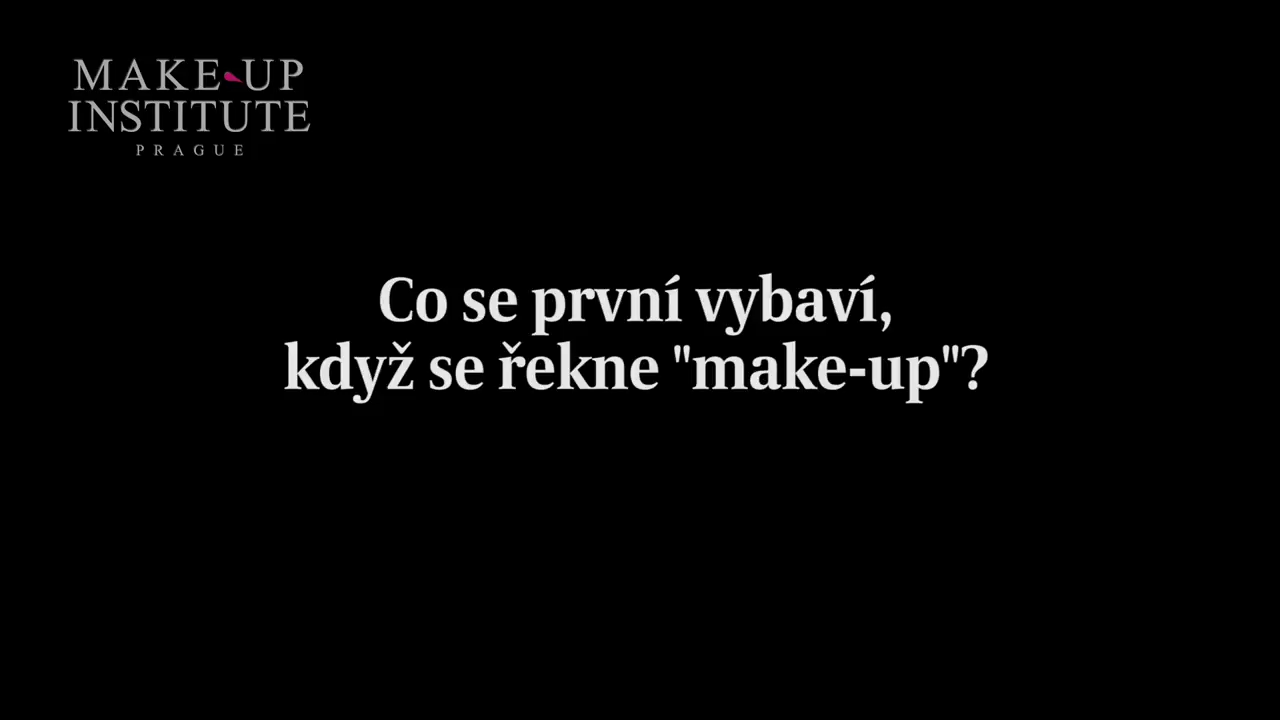 MAKE-UP
INSTITUTE
PRAGUE
Co se první vybaví,
když se řekne "make-up"?